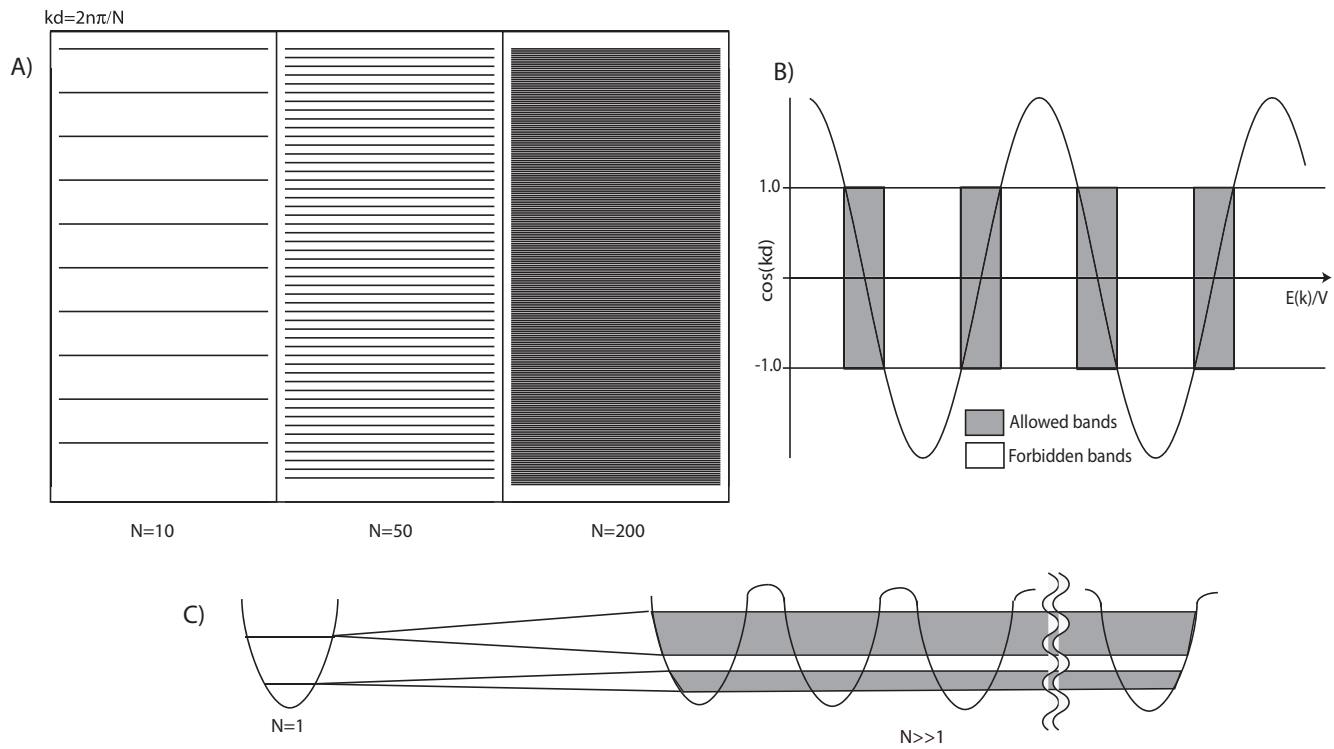 kd=2nπ/N
A)
N=10
N=50
N=200
B)
1.0
cos(kd)
-1.0
E(k)/V
Allowed bands
Forbidden bands
C)
N=1
N>>1